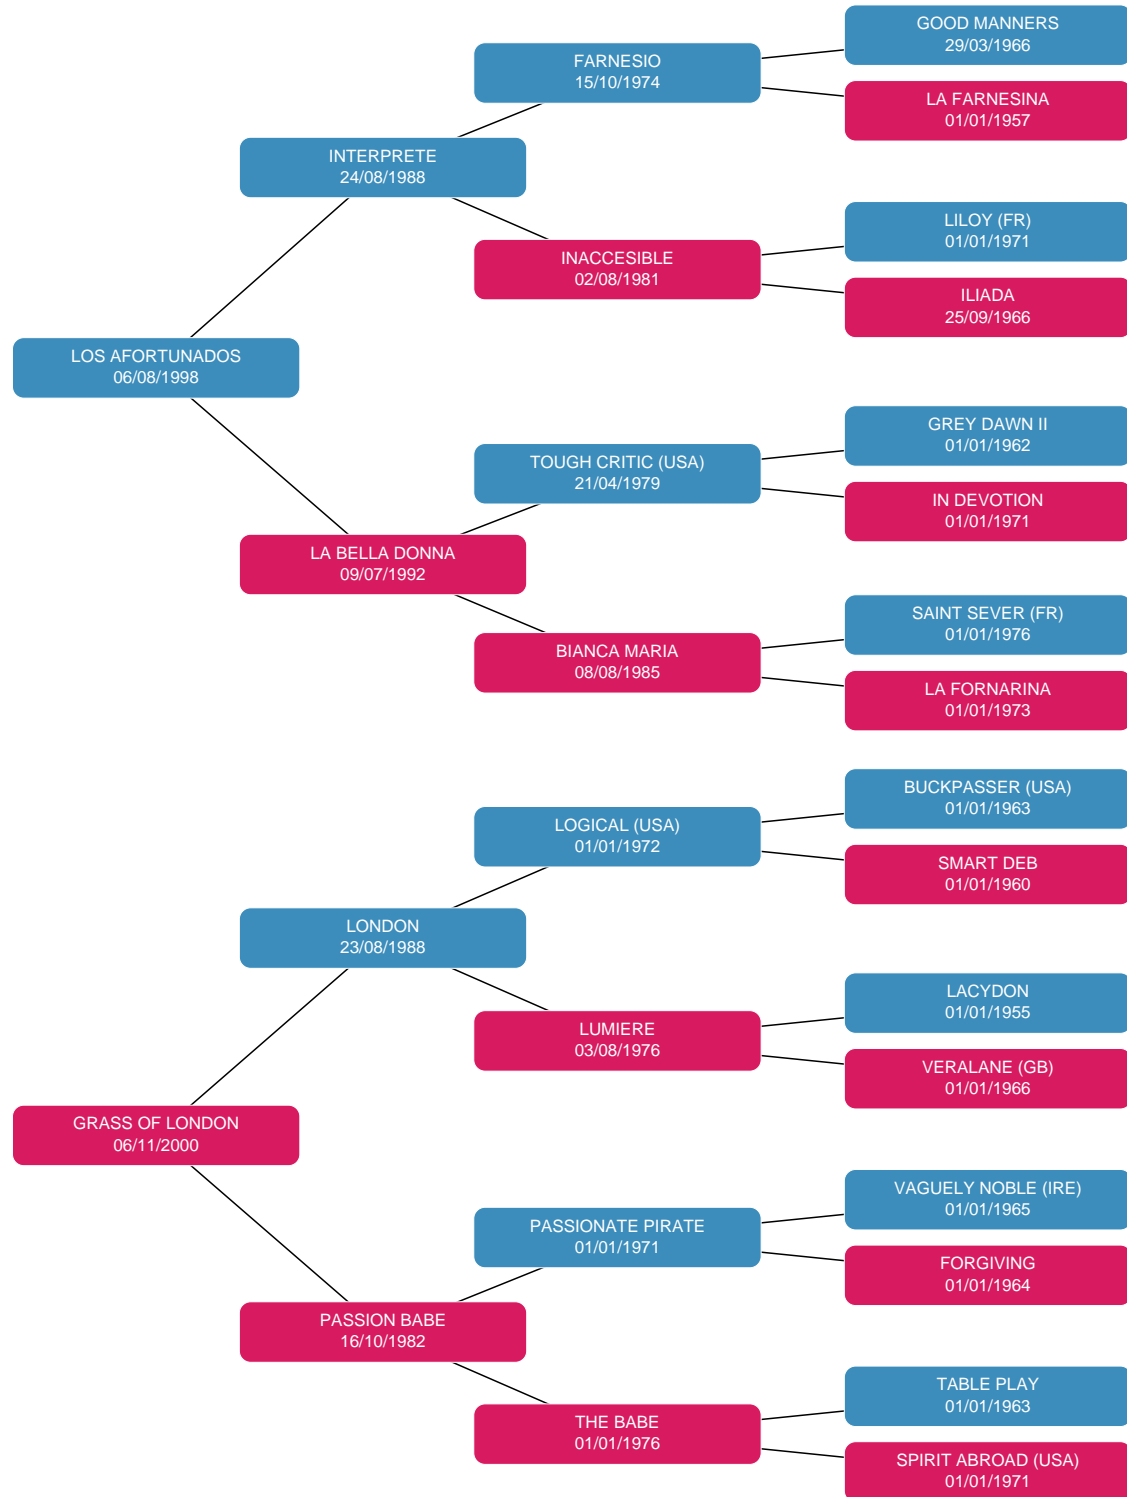 GOOD MANNERS
29/03/1966
FARNESIO
15/10/1974
LA FARNESINA
01/01/1957
INTERPRETE
24/08/1988
LILOY (FR)
01/01/1971
INACCESIBLE
02/08/1981
ILIADA
25/09/1966
LOS AFORTUNADOS
06/08/1998
GREY DAWN II
01/01/1962
TOUGH CRITIC (USA)
21/04/1979
IN DEVOTION
01/01/1971
LA BELLA DONNA
09/07/1992
SAINT SEVER (FR)
01/01/1976
BIANCA MARIA
08/08/1985
LA FORNARINA
01/01/1973
BUCKPASSER (USA)
01/01/1963
LOGICAL (USA)
01/01/1972
SMART DEB
01/01/1960
LONDON
23/08/1988
LACYDON
01/01/1955
LUMIERE
03/08/1976
VERALANE (GB)
01/01/1966
GRASS OF LONDON
06/11/2000
VAGUELY NOBLE (IRE)
01/01/1965
PASSIONATE PIRATE
01/01/1971
FORGIVING
01/01/1964
PASSION BABE
16/10/1982
TABLE PLAY
01/01/1963
THE BABE
01/01/1976
SPIRIT ABROAD (USA)
01/01/1971